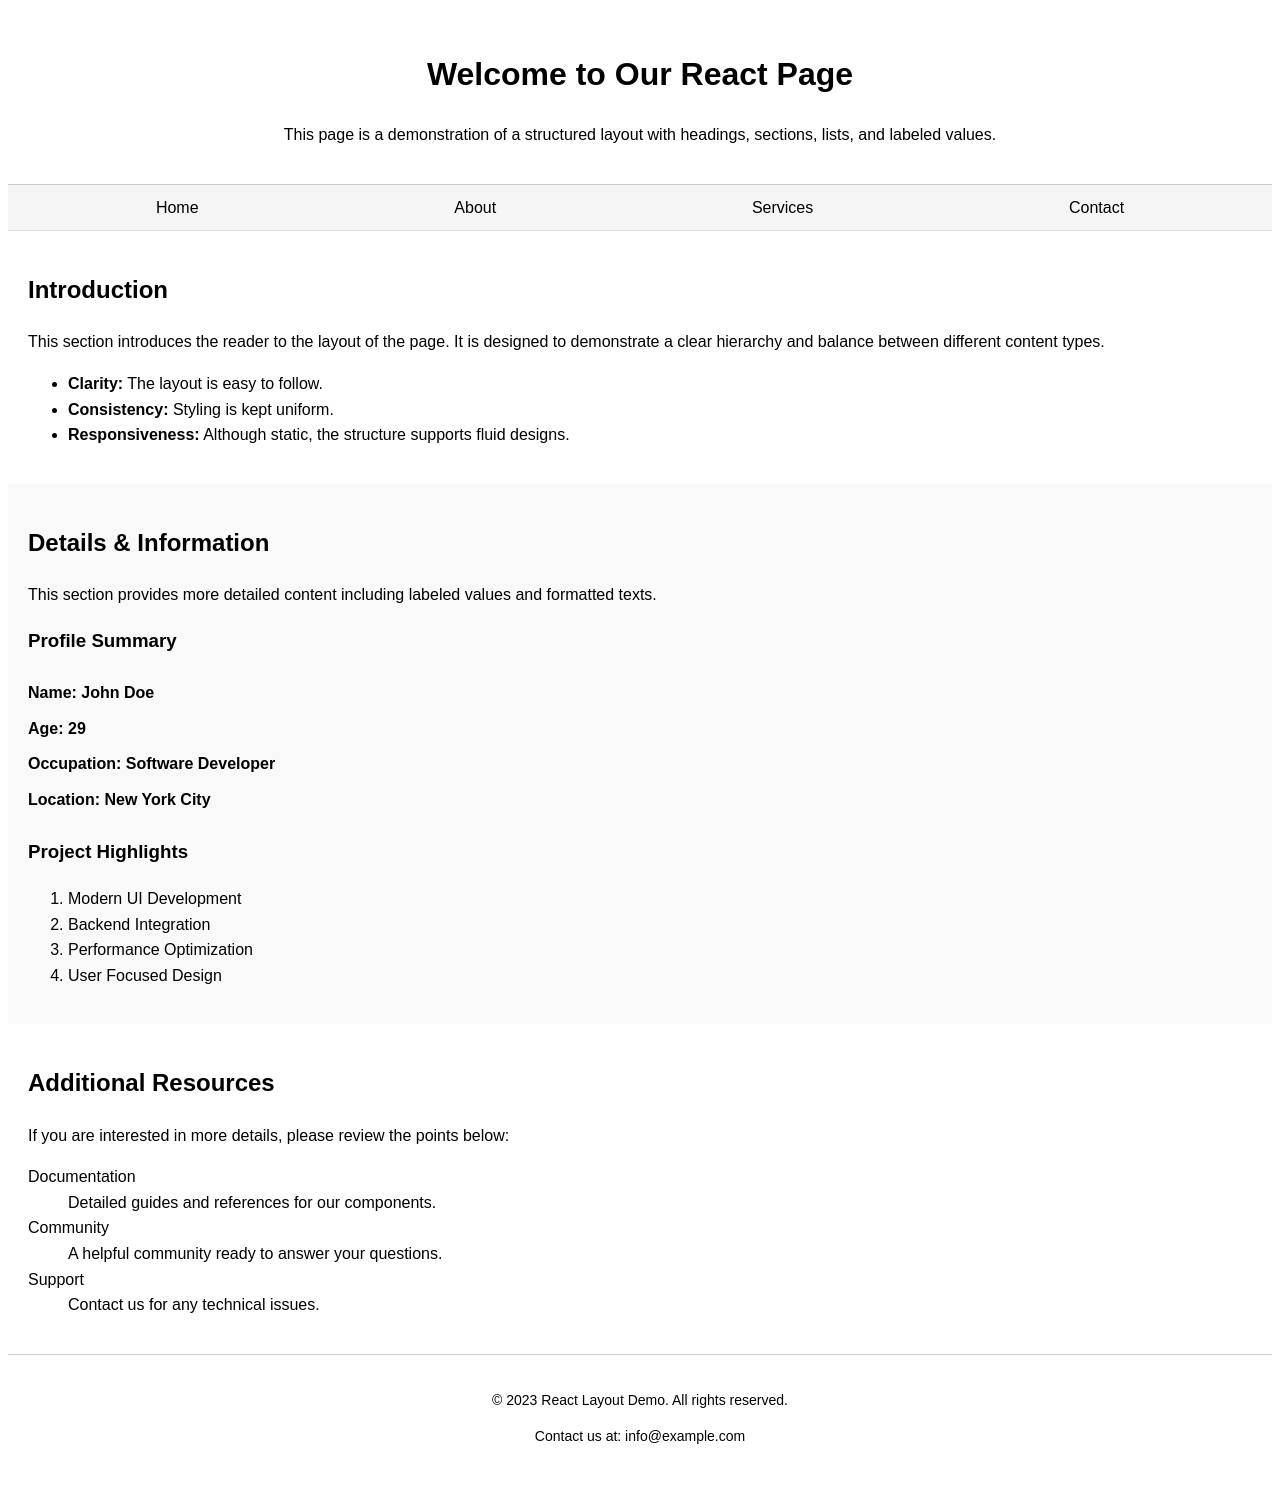 Welcome to Our React Page
This page is a demonstration of a structured layout with headings, sections, lists, and labeled values.
Home About Services Contact
Introduction
This section introduces the reader to the layout of the page. It is designed to demonstrate a clear hierarchy and balance between different content types.
• Clarity: The layout is easy to follow.
• Consistency: Styling is kept uniform.
• Responsiveness: Although static, the structure supports fluid designs.
Details & Information
This section provides more detailed content including labeled values and formatted texts.
Profile Summary
Name: John Doe
Age: 29
Occupation: Software Developer
Location: New York City
Project Highlights
1. Modern UI Development
2. Backend Integration
3. Performance Optimization
4. User Focused Design
Additional Resources
If you are interested in more details, please review the points below:
Documentation
Detailed guides and references for our components.
Community
A helpful community ready to answer your questions.
Support
Contact us for any technical issues.
© 2023 React Layout Demo. All rights reserved.
Contact us at: info@example.com